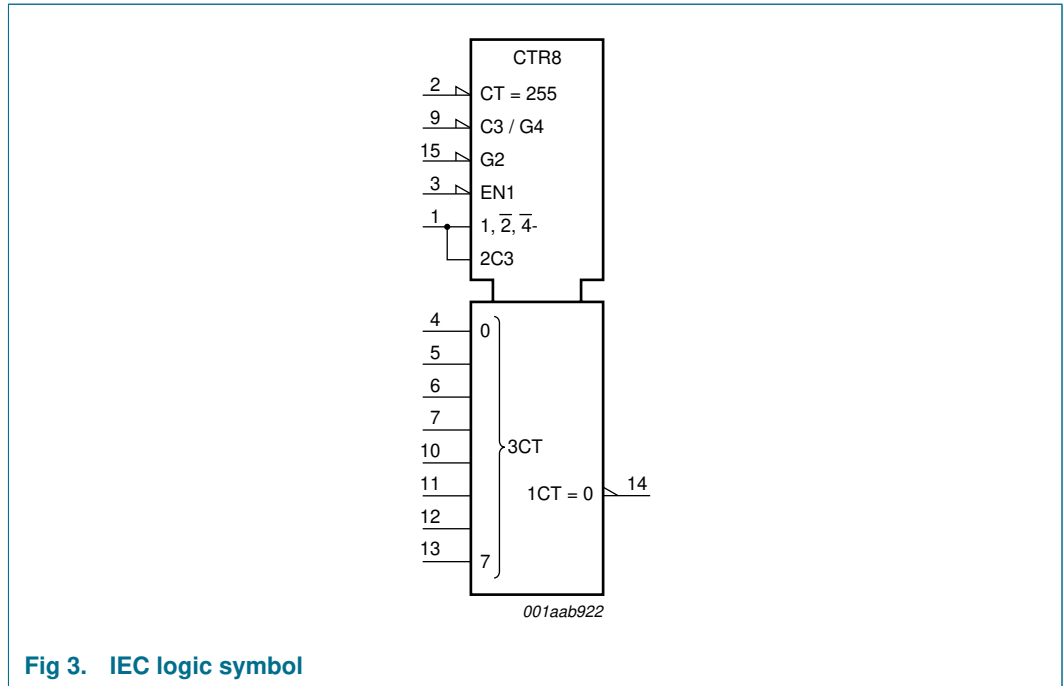 CTR8
2 CT = 255
9 C3 / G4
15 G2
3 EN1
1 1, 2̅, 4̅-
2C3
4 0
5
6
7
3CT
10
11
1CT = 0 14
12
13 7
001aab922
Fig 3. IEC logic symbol